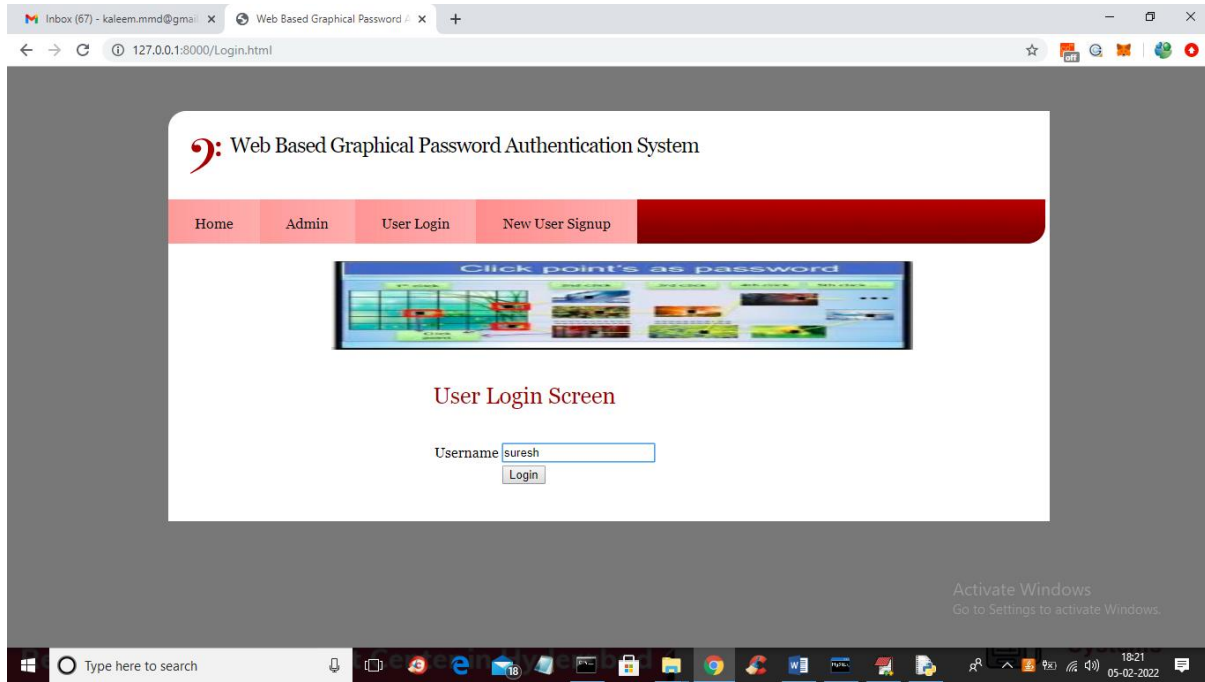 Inbox (67) - kaleem.mmd@gmai
Web Based Graphical Password A
127.0.0.1:8000/Login.html
off
Web Based Graphical Password Authentication System
Home Admin User Login New User Signup
Click point's as password
User Login Screen
Username suresh
Login
Activate Windows
Go to Settings to activate Windows.
Type here to search
18
18:21
05-02-2022